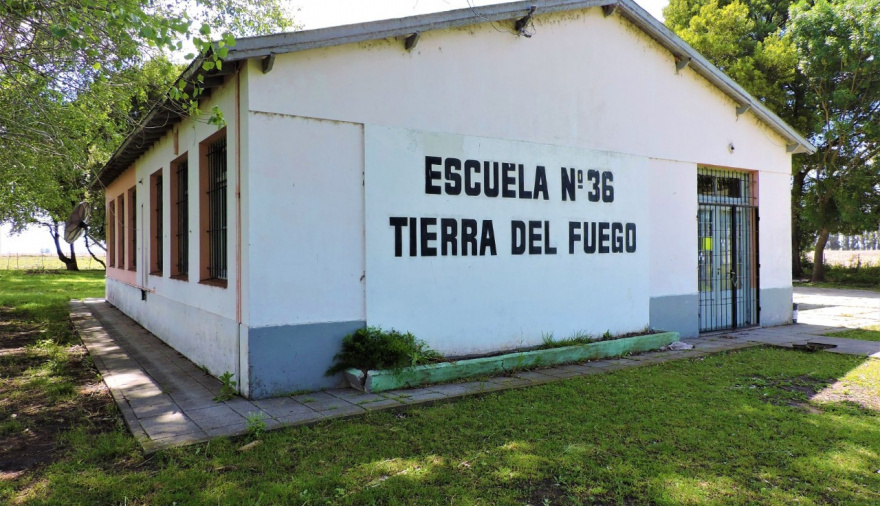 ESCUELA Nº 36
TIERRA DEL FUEGO